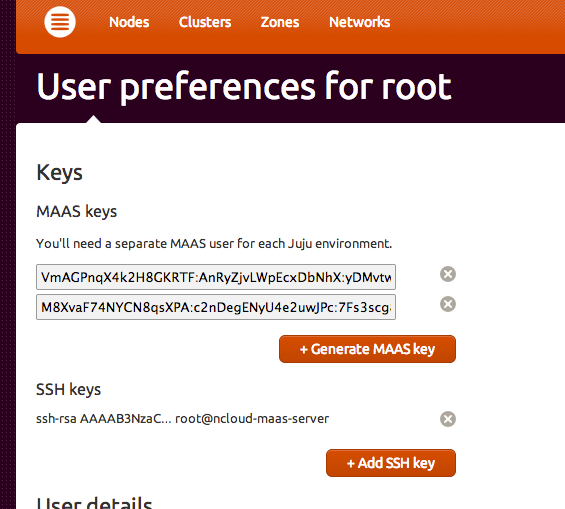 Nodes Clusters Zones Networks
User preferences for root
Keys
MAAS keys
You'll need a separate MAAS user for each Juju environment.
VmAGPnqX4k2H8GKRTF:AnRyZjvLWpEcxDbNhX:yDMvtw
M8XvaF74NYCN8qsXPA:c2nDegENyU4e2uwJPc:7Fs3scg
+ Generate MAAS key
SSH keys
ssh-rsa AAAAB3NzaC... root@ncloud-maas-server
+ Add SSH key
User details